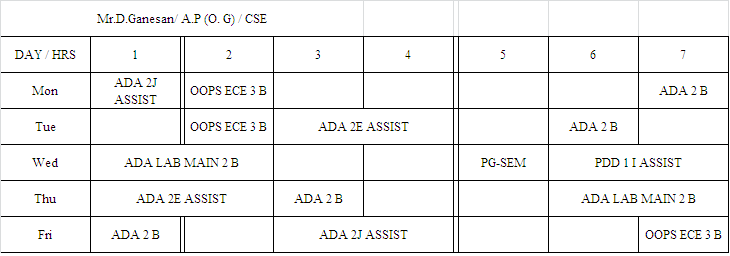 Mr.D.Ganesan/ A.P (O. G) / CSE
DAY / HRS 1 2 3 4 5 6 7
Mon ADA 2J ASSIST OOPS ECE 3 B ADA 2 B
Tue OOPS ECE 3 B ADA 2E ASSIST ADA 2 B
Wed ADA LAB MAIN 2 B PG-SEM PDD 1 I ASSIST
Thu ADA 2E ASSIST ADA 2 B ADA LAB MAIN 2 B
Fri ADA 2 B ADA 2J ASSIST OOPS ECE 3 B